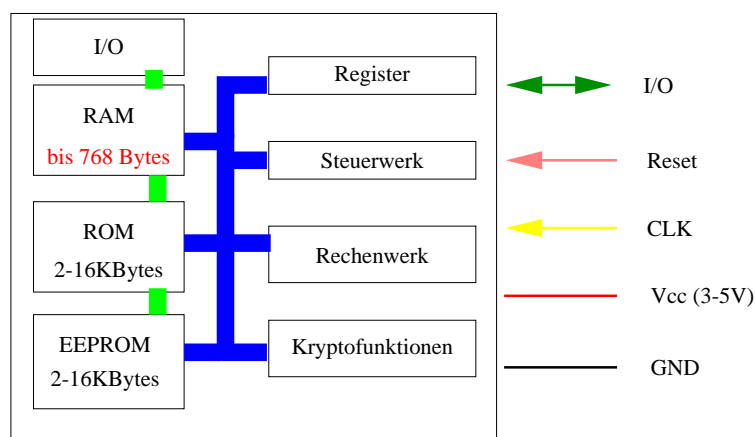 I/O
RAM
bis 768 Bytes
ROM
2-16KBytes
EEPROM
2-16KBytes
Register
Steuerwerk
Rechenwerk
Kryptofunktionen
I/O
Reset
CLK
Vcc (3-5V)
GND